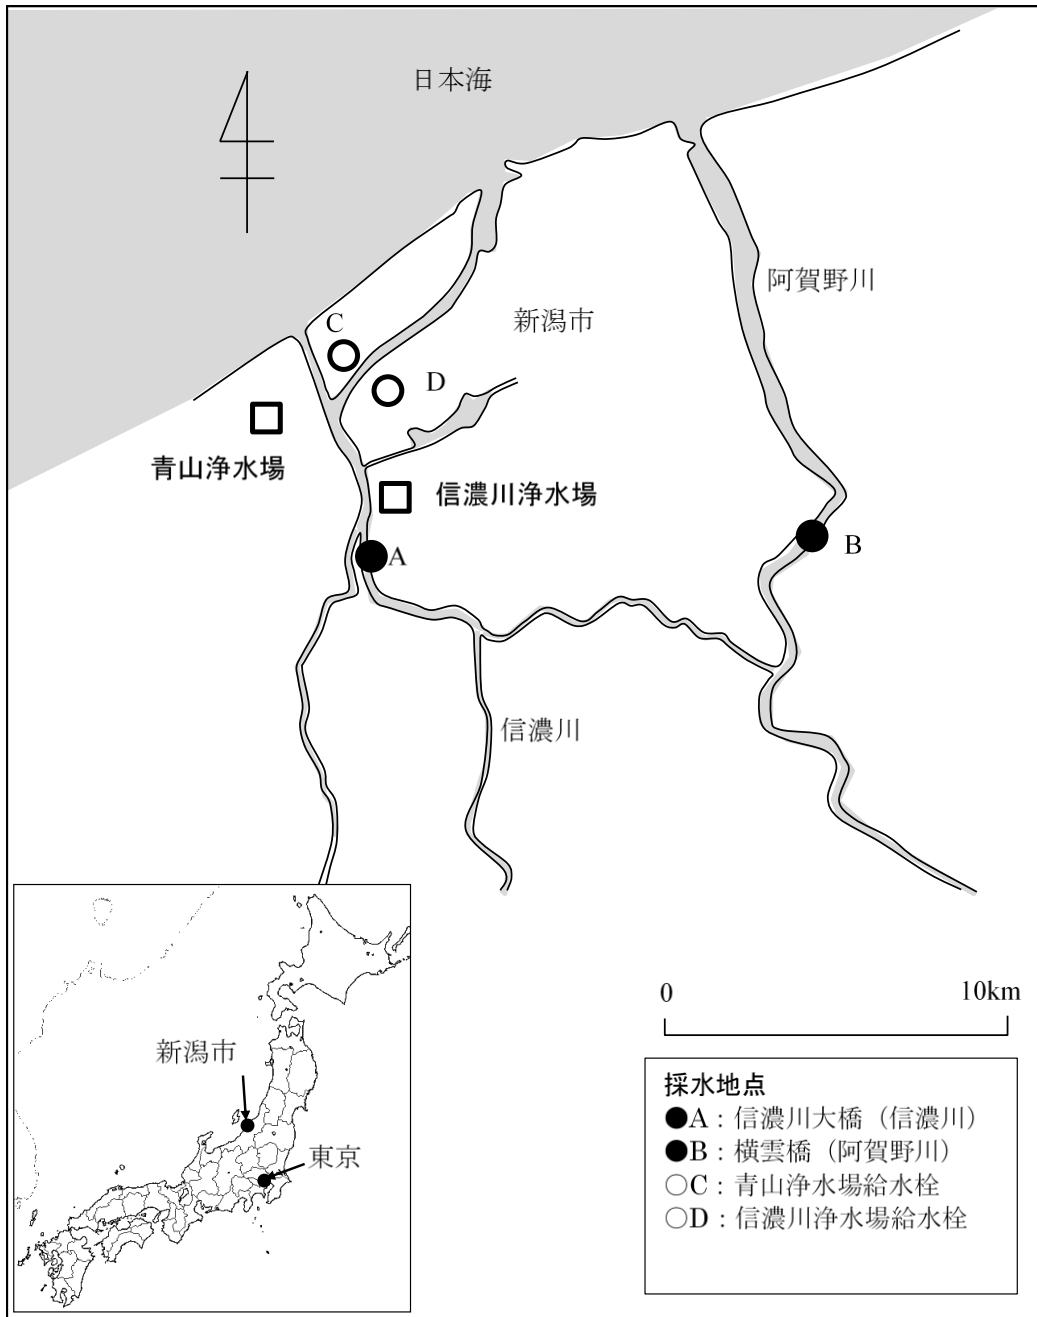 日本海
阿賀野川
新潟市
C
D
青山浄水場
信濃川浄水場
A
B
信濃川
0 10km
新潟市
東京
採水地点
●A：信濃川大橋（信濃川）
●B：横雲橋（阿賀野川）
○C：青山浄水場給水栓
○D：信濃川浄水場給水栓